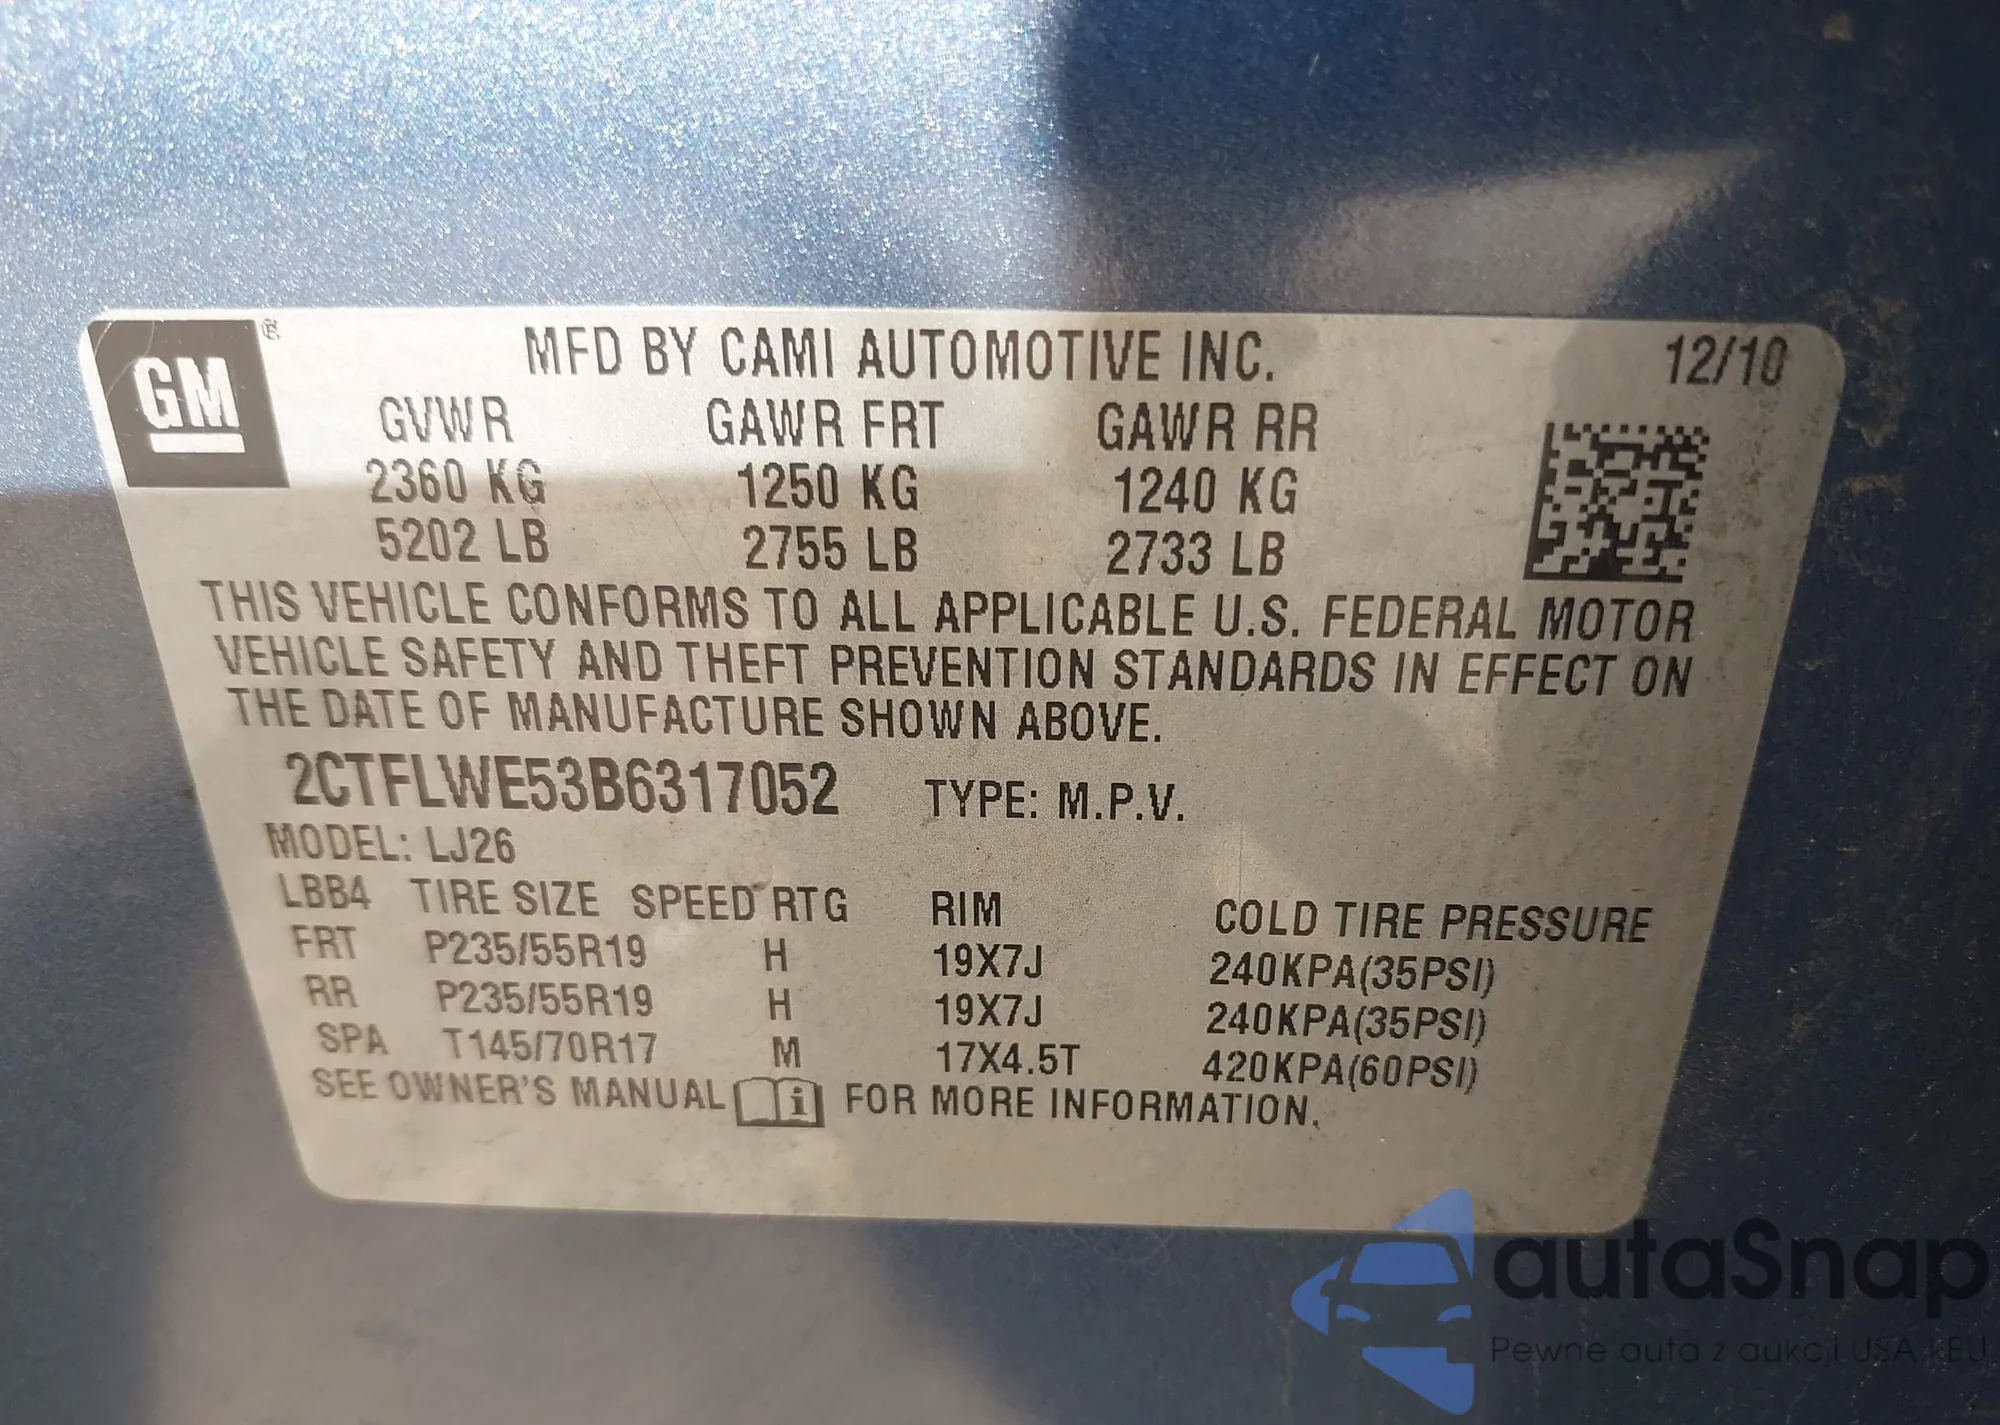 GM ® MFD BY CAMI AUTOMOTIVE INC. 12/10
GVWR GAWR FRT GAWR RR
2360 KG 1250 KG 1240 KG
5202 LB 2755 LB 2733 LB
THIS VEHICLE CONFORMS TO ALL APPLICABLE U.S. FEDERAL MOTOR
VEHICLE SAFETY AND THEFT PREVENTION STANDARDS IN EFFECT ON
THE DATE OF MANUFACTURE SHOWN ABOVE.
2CTFLWE53B6317052 TYPE: M.P.V.
MODEL: LJ26
LBB4 TIRE SIZE SPEED RTG RIM COLD TIRE PRESSURE
FRT P235/55R19 H 19X7J 240KPA(35PSI)
RR P235/55R19 H 19X7J 240KPA(35PSI)
SPA T145/70R17 M 17X4.5T 420KPA(60PSI)
SEE OWNER'S MANUAL i FOR MORE INFORMATION.
autaSnap
Pewne auta z aukcji USA i EU